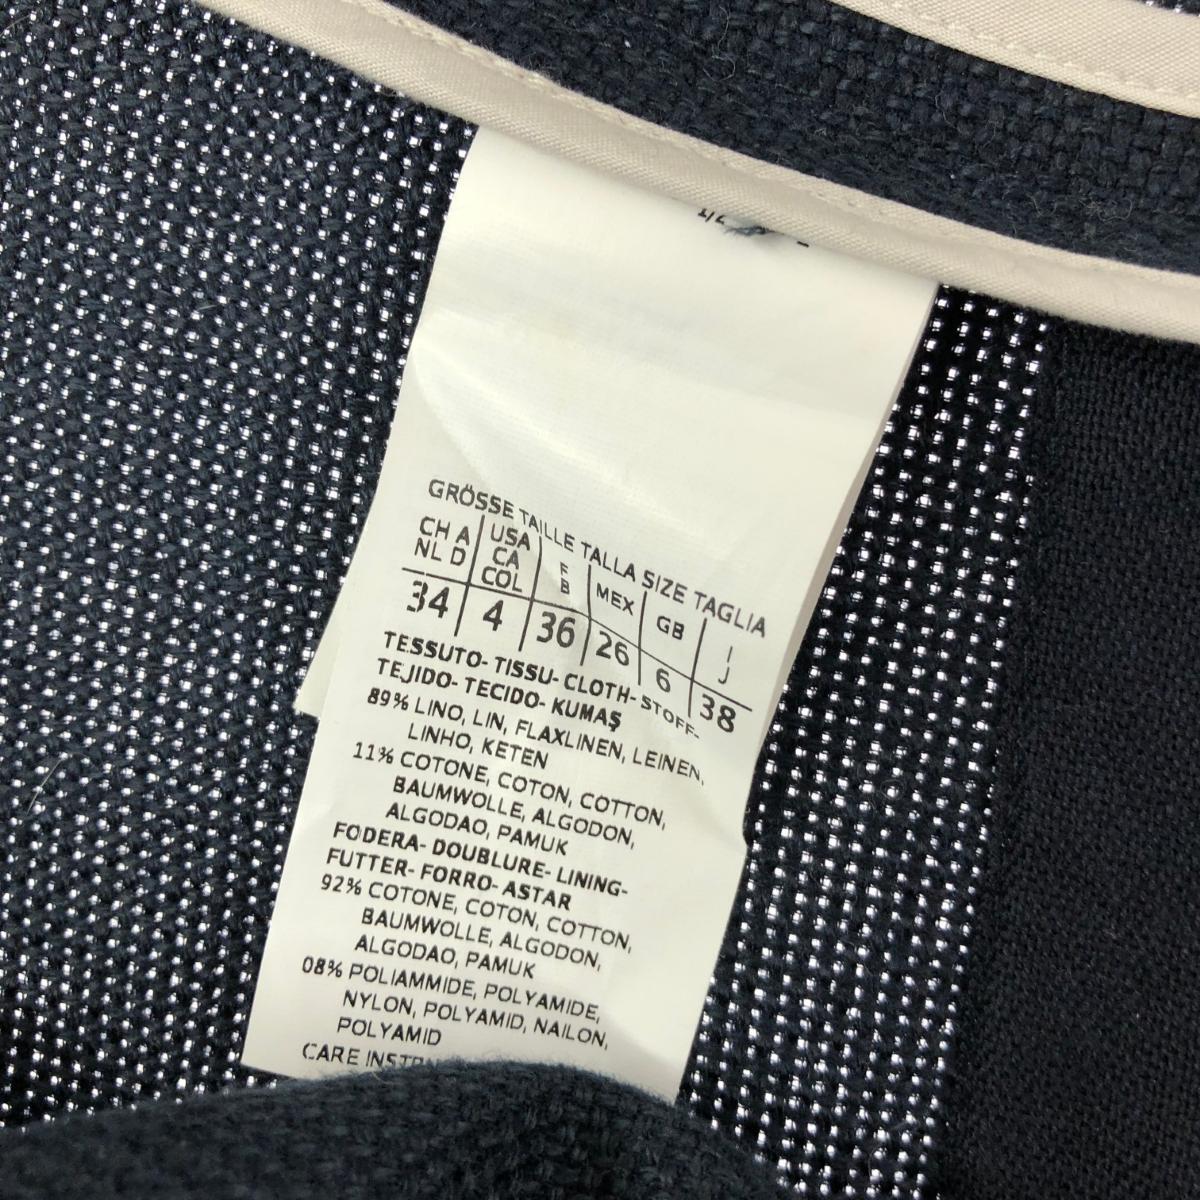 1/2
GRÖSSE TAILLE TALLA SIZE TAGLIA
CH A NL D | USA CA COL | F B | MEX | GB | I J
34 | 4 | 36 | 26 | 6 | 38
TESSUTO- TISSU- CLOTH- STOFF-
TEJIDO- TECIDO- KUMAŞ
89% LINO, LIN, FLAXLINEN, LEINEN,
LINHO, KETEN
11% COTONE, COTON, COTTON,
BAUMWOLLE, ALGODON,
ALGODAO, PAMUK
FODERA- DOUBLURE- LINING-
FUTTER- FORRO- ASTAR
92% COTONE, COTON, COTTON,
BAUMWOLLE, ALGODON,
ALGODAO, PAMUK
08% POLIAMMIDE, POLYAMIDE,
NYLON, POLYAMID, NAILON,
POLYAMID
CARE